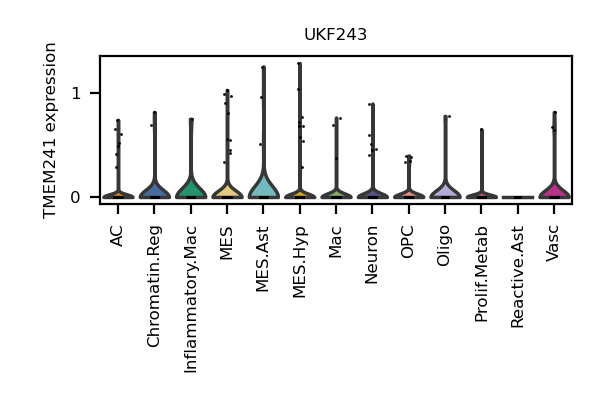 UKF243
TMEM241 expression
1
0
AC
Chromatin.Reg
Inflammatory.Mac
MES
MES.Ast
MES.Hyp
Mac
Neuron
OPC
Oligo
Prolif.Metab
Reactive.Ast
Vasc